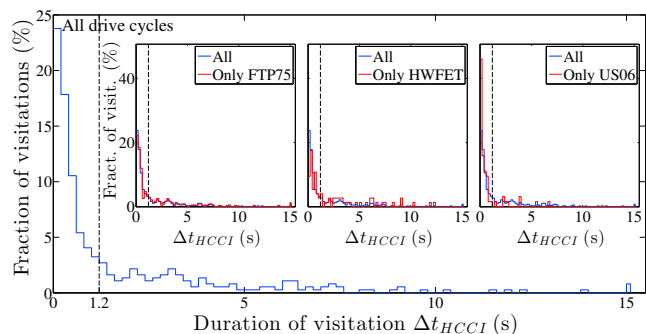 All drive cycles
Fraction of visitations (%)
25
20
15
10
5
0
0
1.2
5
10
15
Duration of visitation Δt_HCCI (s)
Fract. of visit. (%)
40
20
0
All
Only FTP75
0
5
10
15
Δt_HCCI (s)
All
Only HWFET
0
5
10
15
Δt_HCCI (s)
All
Only US06
0
5
10
15
Δt_HCCI (s)